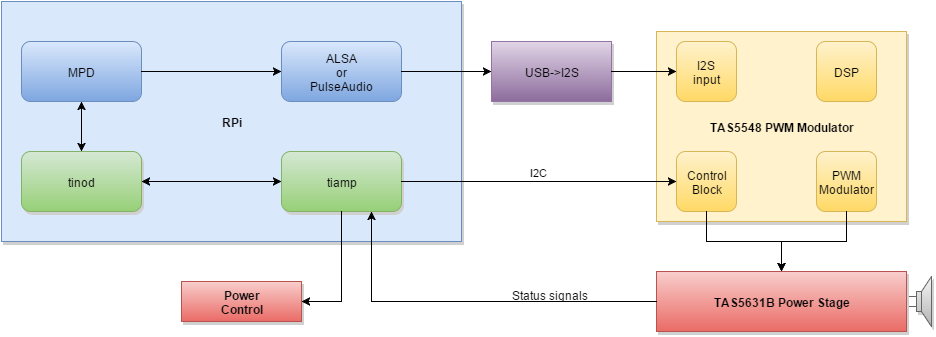 MPD
ALSA
or
PulseAudio
USB->I2S
I2S
input
DSP
RPi
TAS5548 PWM Modulator
tinod
tiamp
I2C
Control
Block
PWM
Modulator
Power
Control
Status signals
TAS5631B Power Stage